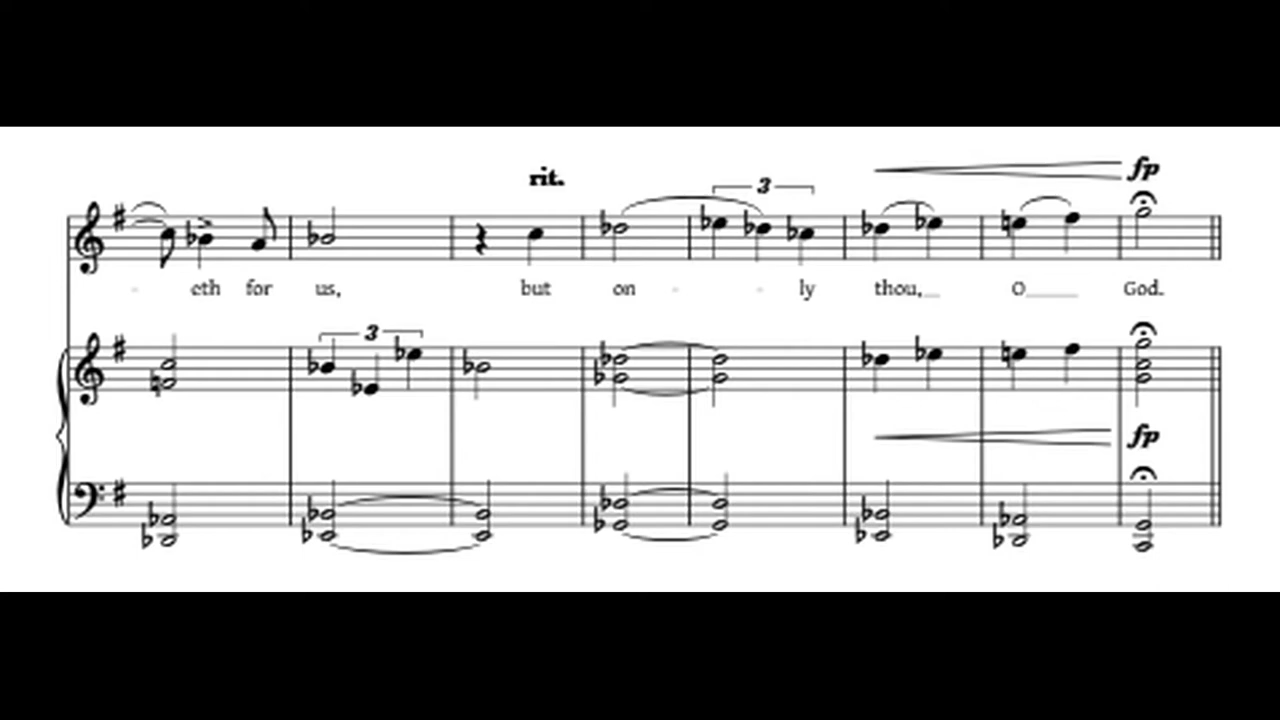 rit.
3
fp
- eth for us, but on - - ly thou, O God.
3
fp